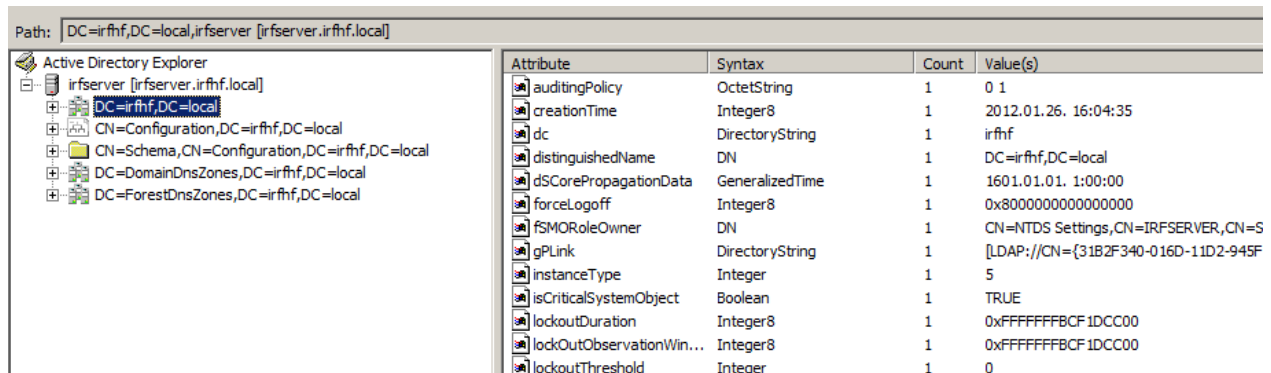 Path: DC=irfhf,DC=local,irfserver [irfserver.irfhf.local]
Active Directory Explorer
irfserver [irfserver.irfhf.local]
DC=irfhf,DC=local
CN=Configuration,DC=irfhf,DC=local
CN=Schema,CN=Configuration,DC=irfhf,DC=local
DC=DomainDnsZones,DC=irfhf,DC=local
DC=ForestDnsZones,DC=irfhf,DC=local
Attribute Syntax Count Value(s)
auditingPolicy OctetString 1 0 1
creationTime Integer8 1 2012.01.26. 16:04:35
dc DirectoryString 1 irfhf
distinguishedName DN 1 DC=irfhf,DC=local
dSCorePropagationData GeneralizedTime 1 1601.01.01. 1:00:00
forceLogoff Integer8 1 0x8000000000000000
fSMORoleOwner DN 1 CN=NTDS Settings,CN=IRFSERVER,CN=S
gPLink DirectoryString 1 [LDAP://CN={31B2F340-016D-11D2-945F
instanceType Integer 1 5
isCriticalSystemObject Boolean 1 TRUE
lockoutDuration Integer8 1 0xFFFFFFFBCF1DCC00
lockOutObservationWin... Integer8 1 0xFFFFFFFBCF1DCC00
lockoutThreshold Integer 1 0